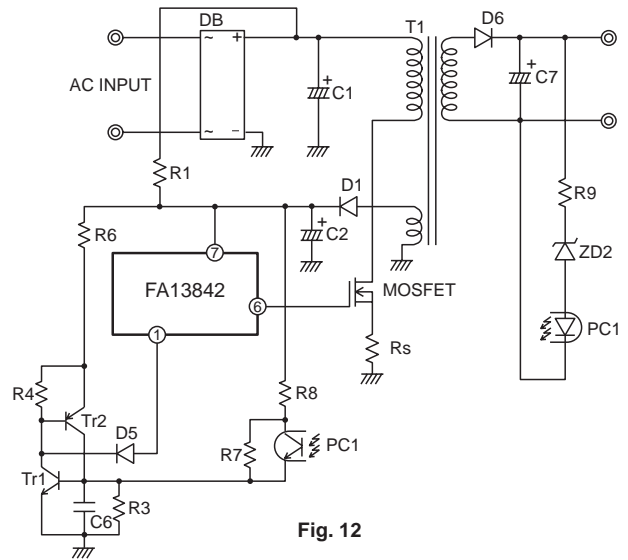 DB
T1
D6
~
+
+
C1
+
C7
AC INPUT
~
−
R1
D1
R9
R6
+
C2
7
ZD2
FA13842
6
MOSFET
PC1
1
Rs
R4
Tr2
D5
R8
R7
PC1
Tr1
C6
R3
Fig. 12